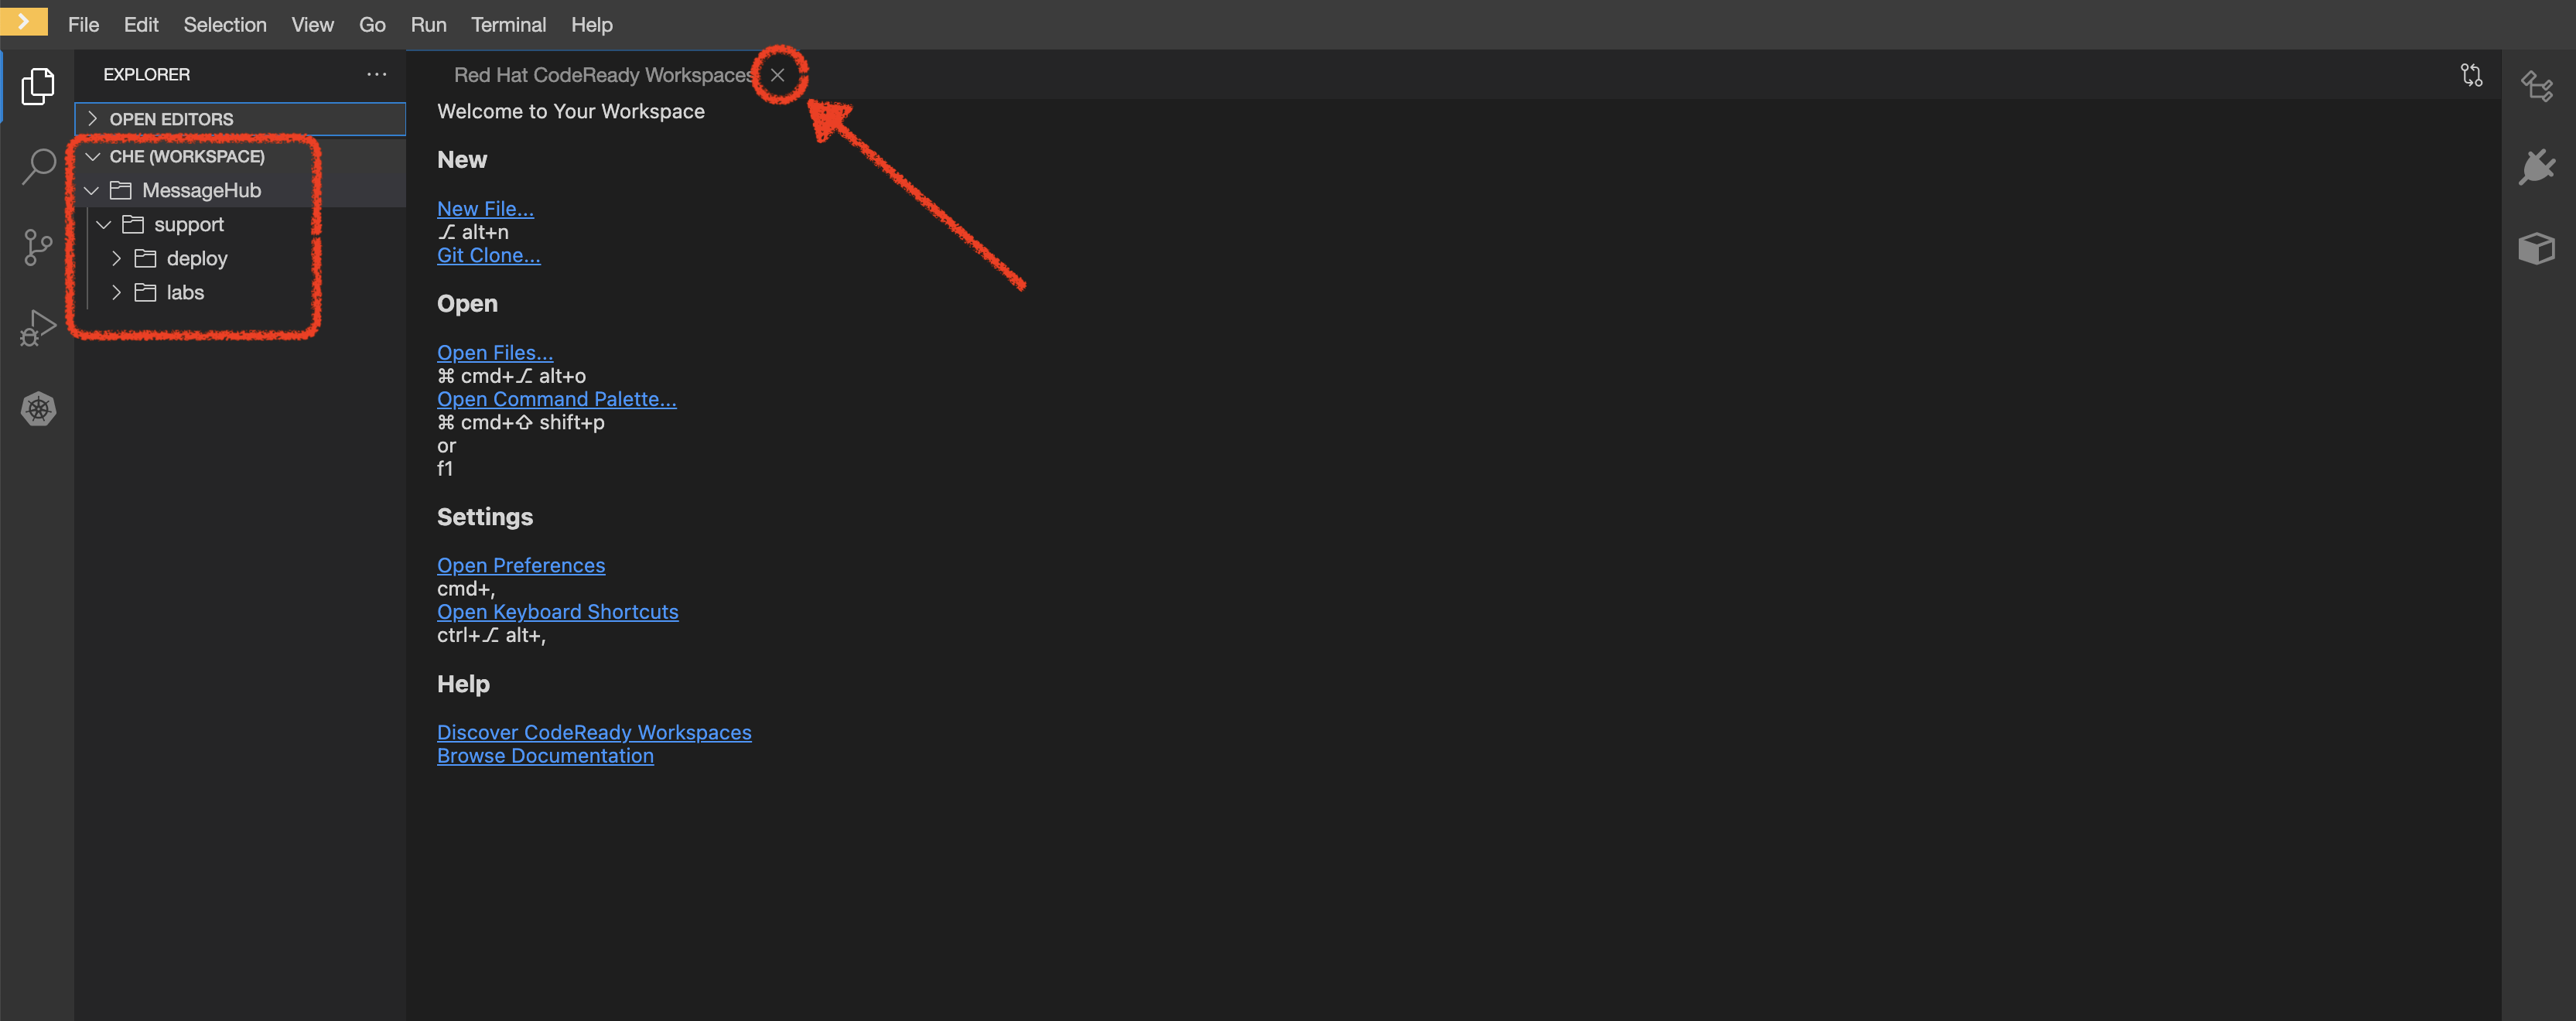 File Edit Selection View Go Run Terminal Help
EXPLORER
OPEN EDITORS
CHE (WORKSPACE)
MessageHub
support
deploy
labs
Red Hat CodeReady Workspaces
Welcome to Your Workspace
New
New File...
⌥ alt+n
Git Clone...
Open
Open Files...
⌘ cmd+⌥ alt+o
Open Command Palette...
⌘ cmd+⇧ shift+p
or
f1
Settings
Open Preferences
cmd+,
Open Keyboard Shortcuts
ctrl+⌥ alt+,
Help
Discover CodeReady Workspaces
Browse Documentation